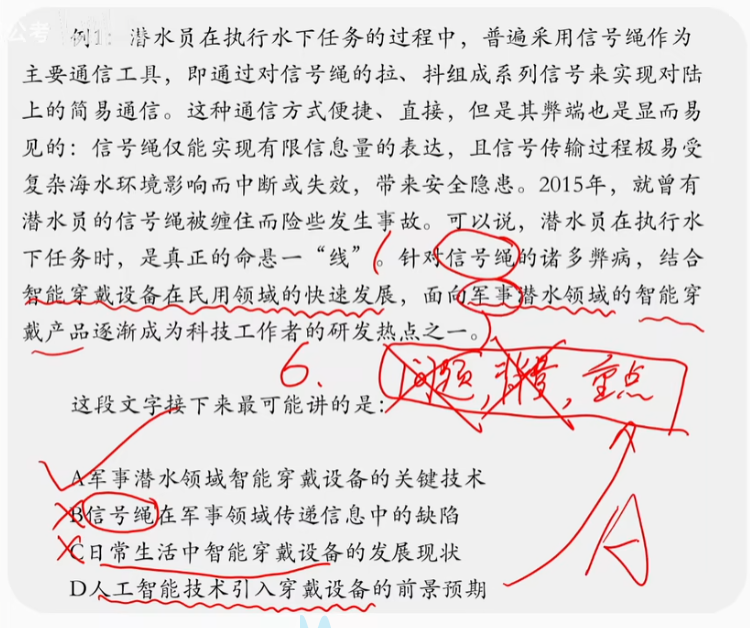 公考
例1：潜水员在执行水下任务的过程中，普遍采用信号绳作为
主要通信工具，即通过对信号绳的拉、抖组成系列信号来实现对陆
上的简易通信。这种通信方式便捷、直接，但是其弊端也是显而易
见的：信号绳仅能实现有限信息量的表达，且信号传输过程极易受
复杂海水环境影响而中断或失效，带来安全隐患。2015年，就曾有
潜水员的信号绳被缠住而险些发生事故。可以说，潜水员在执行水
下任务时，是真正的命悬一“线”。针对信号绳的诸多弊病，结合
智能穿戴设备在民用领域的快速发展，面向军事潜水领域的智能穿
戴产品逐渐成为科技工作者的研发热点之一。
6.
问题, 重点
这段文字接下来最可能讲的是：
A军事潜水领域智能穿戴设备的关键技术
B信号绳在军事领域传递信息中的缺陷
C日常生活中智能穿戴设备的发展现状
D人工智能技术引入穿戴设备的前景预期
A